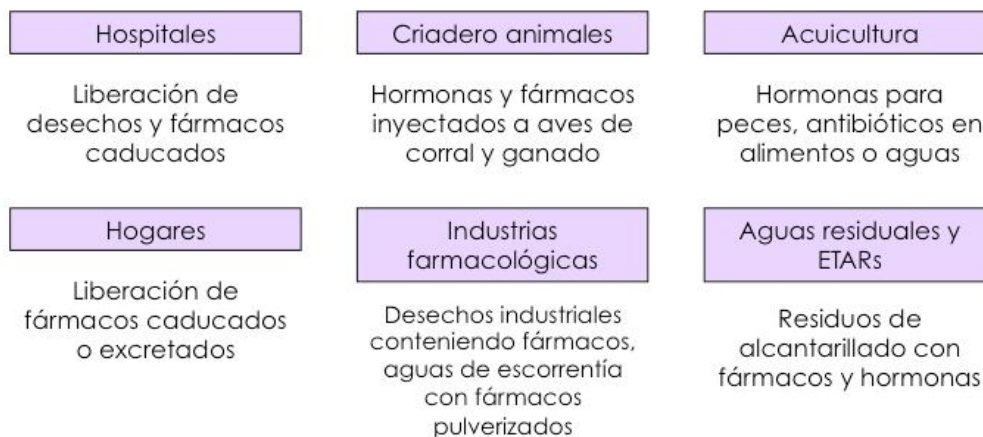 Hospitales
Liberación de
desechos y fármacos
caducados
Criadero animales
Hormonas y fármacos
inyectados a aves de
corral y ganado
Acuicultura
Hormonas para
peces, antibióticos en
alimentos o aguas
Hogares
Liberación de
fármacos caducados
o excretados
Industrias
farmacológicas
Desechos industriales
conteniendo fármacos,
aguas de escorrentía
con fármacos
pulverizados
Aguas residuales y
ETARs
Residuos de
alcantarillado con
fármacos y hormonas